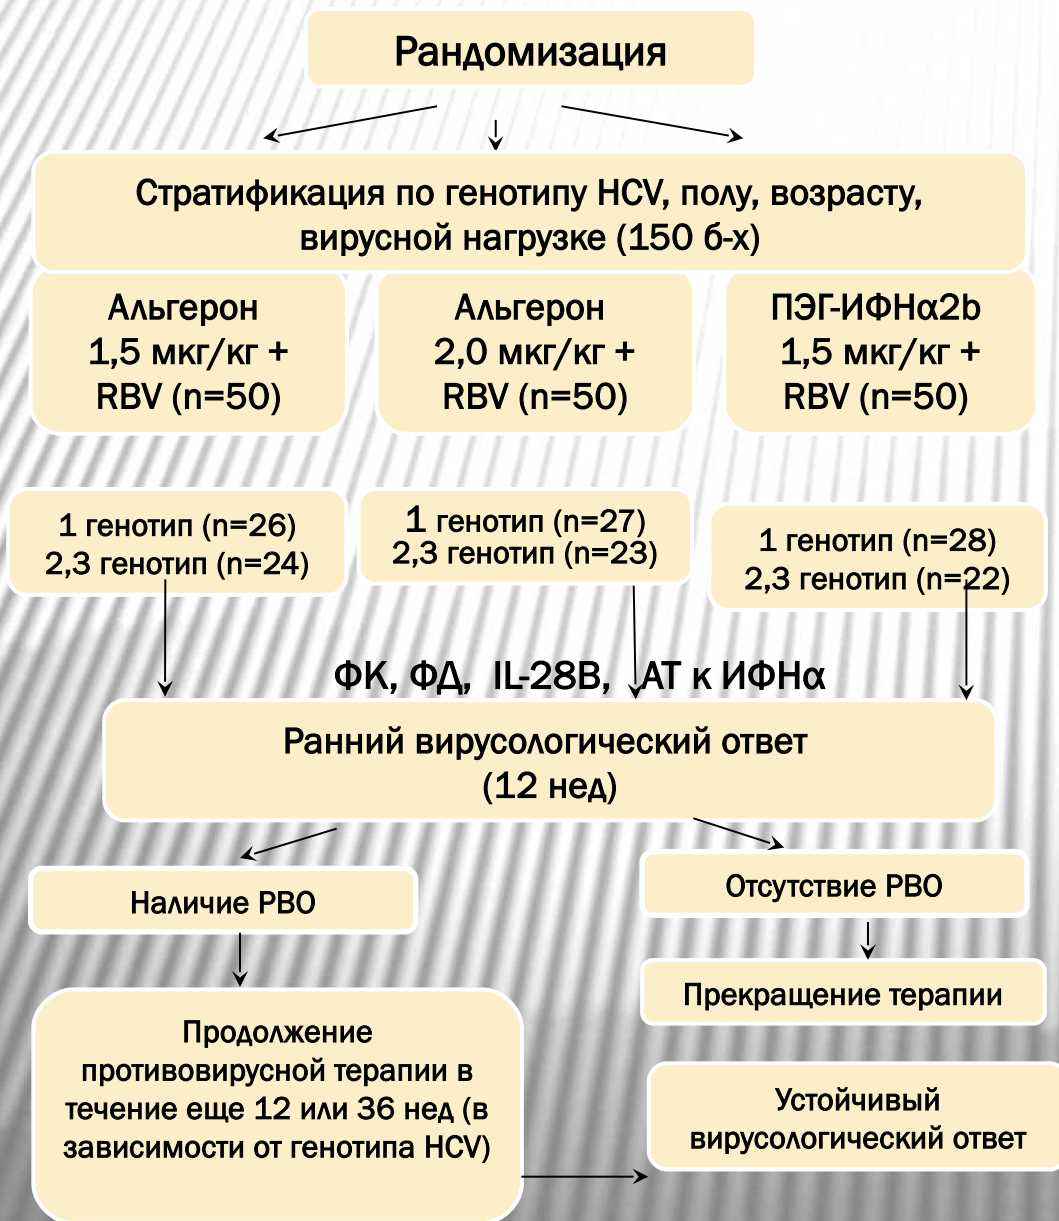 Рандомизация
Стратификация по генотипу HCV, полу, возрасту,
вирусной нагрузке (150 б-х)
Альгерон
1,5 мкг/кг +
RBV (n=50)
Альгерон
2,0 мкг/кг +
RBV (n=50)
ПЭГ-ИФНα2b
1,5 мкг/кг +
RBV (n=50)
1 генотип (n=26)
2,3 генотип (n=24)
1 генотип (n=27)
2,3 генотип (n=23)
1 генотип (n=28)
2,3 генотип (n=22)
ФК, ФД, IL-28B, АТ к ИФНα
Ранний вирусологический ответ
(12 нед)
Наличие РВО
Отсутствие РВО
Прекращение терапии
Продолжение
противовирусной терапии в
течение еще 12 или 36 нед (в
зависимости от генотипа HCV)
Устойчивый
вирусологический ответ